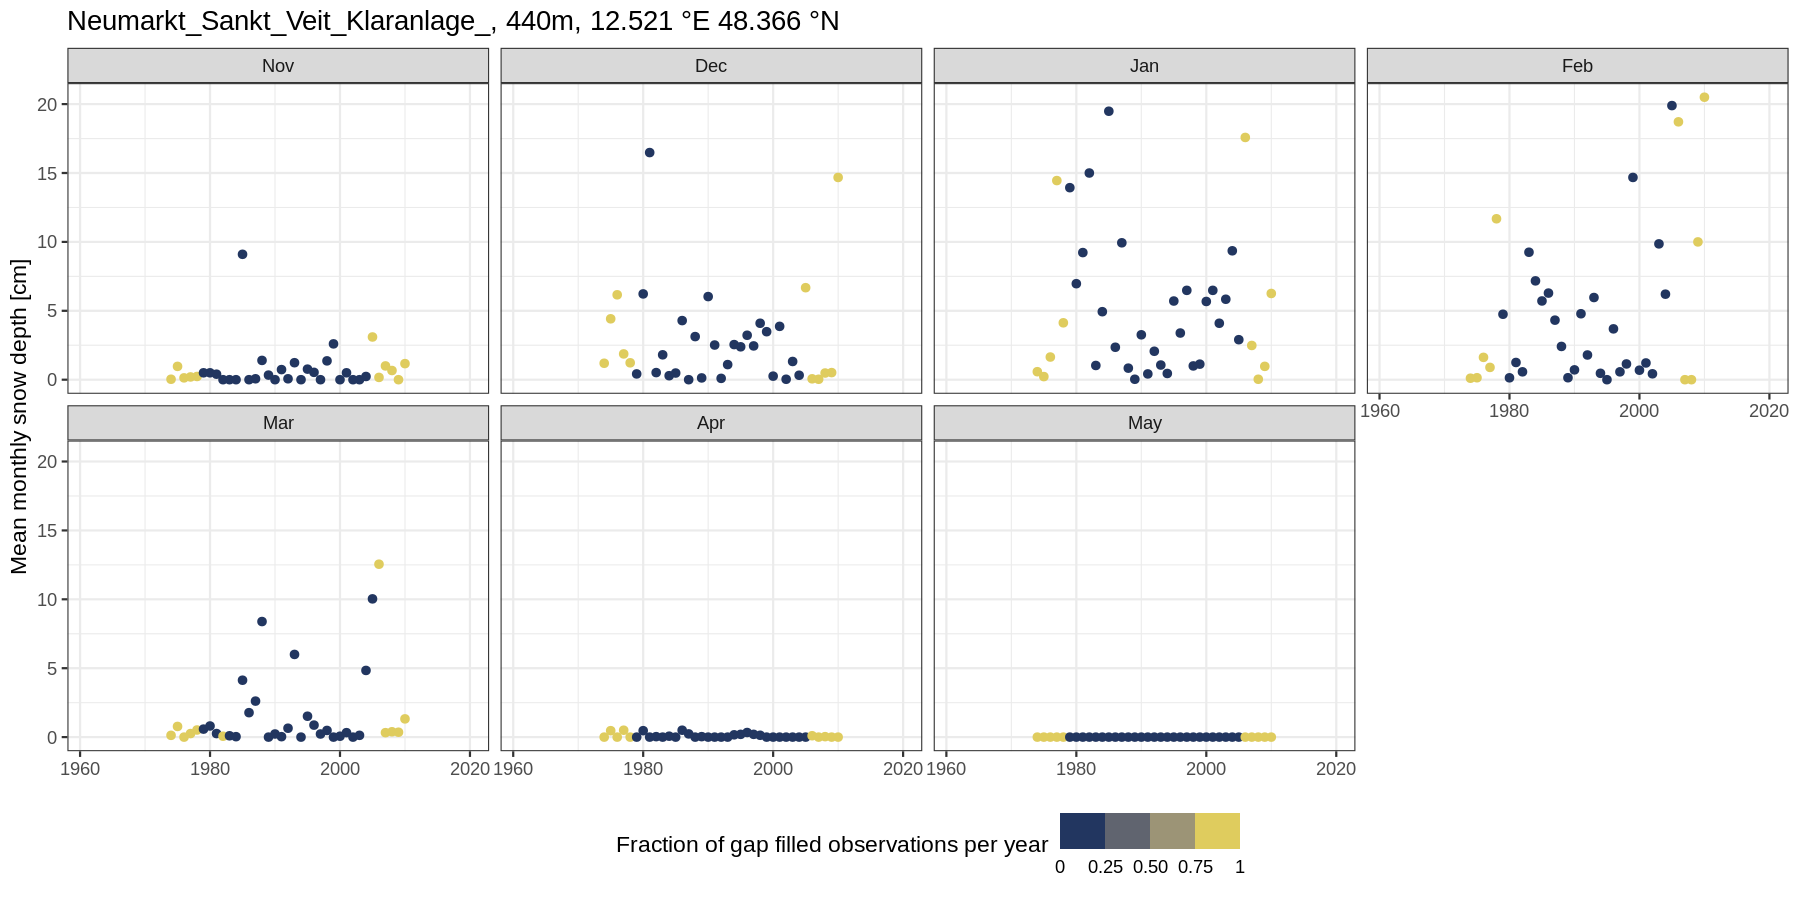 Neumarkt_Sankt_Veit_Klaranlage_, 440m, 12.521 °E 48.366 °N
Nov Dec Jan Feb
20
15
10
5
0
1960 1980 2000 2020
Mean monthly snow depth [cm]
Mar Apr May
20
15
10
5
0
1960 1980 2000 2020 1960 1980 2000 2020 1960 1980 2000 2020
Fraction of gap filled observations per year
0 0.25 0.50 0.75 1